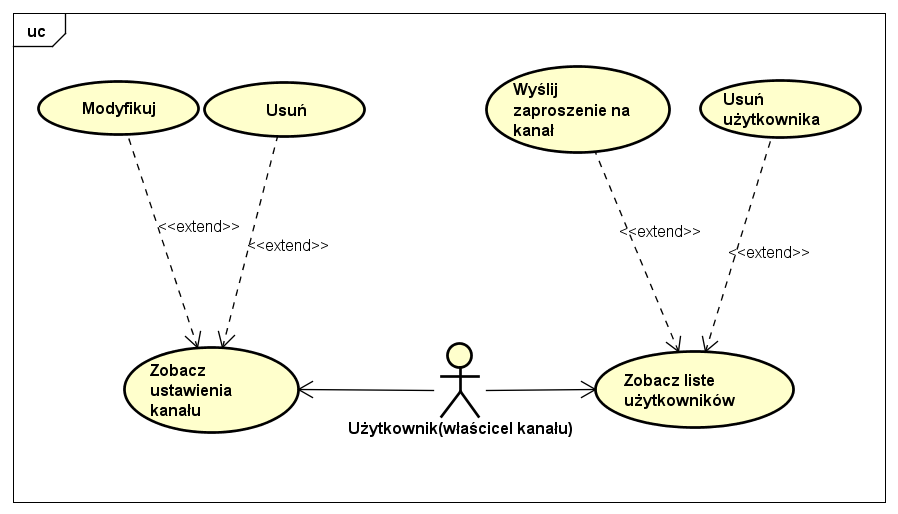 uc
Modyfikuj
Usuń
Wyślij
zaproszenie na
kanał
Usuń
użytkownika
<<extend>>
<<extend>>
<<extend>>
<<extend>>
Zobacz
ustawienia
kanału
Zobacz liste
użytkowników
Użytkownik(właścicel kanału)